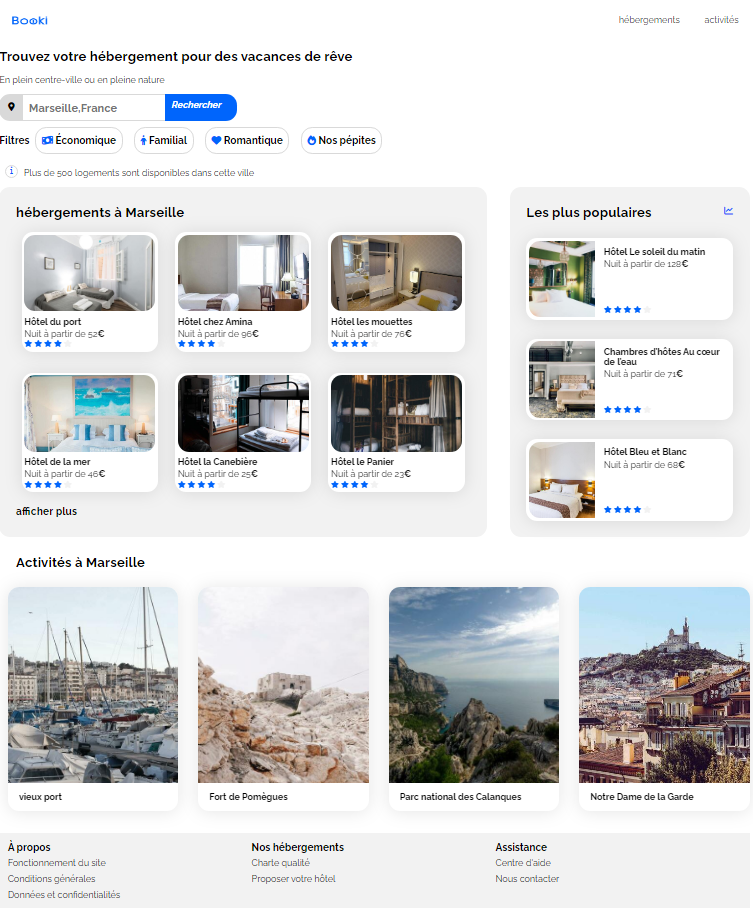 Booki
hébergements
activités
Trouvez votre hébergement pour des vacances de rêve
En plein centre-ville ou en pleine nature
Marseille,France
Rechercher
Filtres
Économique
Familial
Romantique
Nos pépites
Plus de 500 logements sont disponibles dans cette ville
hébergements à Marseille
Hôtel du port
Nuit à partir de 52€
Hôtel chez Amina
Nuit à partir de 96€
Hôtel les mouettes
Nuit à partir de 76€
Hôtel de la mer
Nuit à partir de 46€
Hôtel la Canebière
Nuit à partir de 25€
Hôtel le Panier
Nuit à partir de 23€
afficher plus
Les plus populaires
Hôtel Le soleil du matin
Nuit à partir de 128€
Chambres d'hôtes Au cœur
de l'eau
Nuit à partir de 71€
Hôtel Bleu et Blanc
Nuit à partir de 68€
Activités à Marseille
vieux port
Fort de Pomègues
Parc national des Calanques
Notre Dame de la Garde
À propos
Fonctionnement du site
Conditions générales
Données et confidentialités
Nos hébergements
Charte qualité
Proposer votre hôtel
Assistance
Centre d'aide
Nous contacter